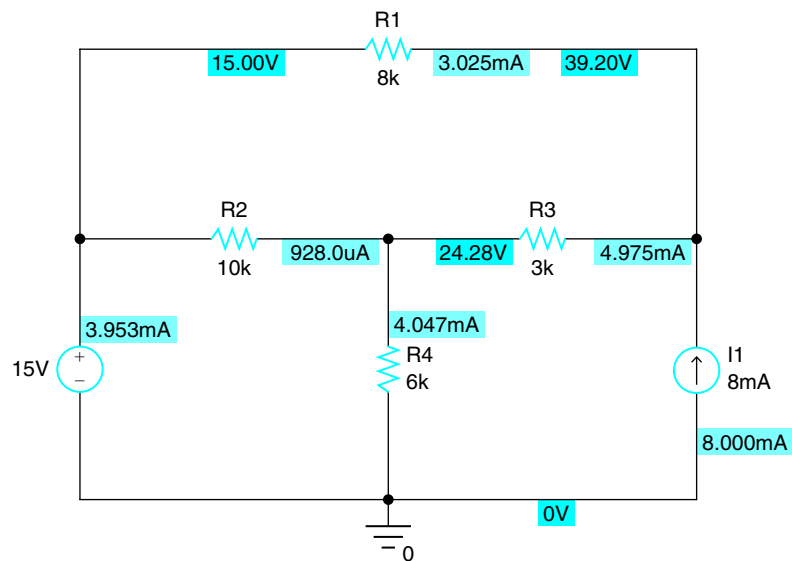 R1
15.00V
3.025mA
39.20V
8k
R2
R3
928.0uA
24.28V
4.975mA
10k
3k
3.953mA
4.047mA
15V
+
−
R4
6k
I1
8mA
8.000mA
0V
0